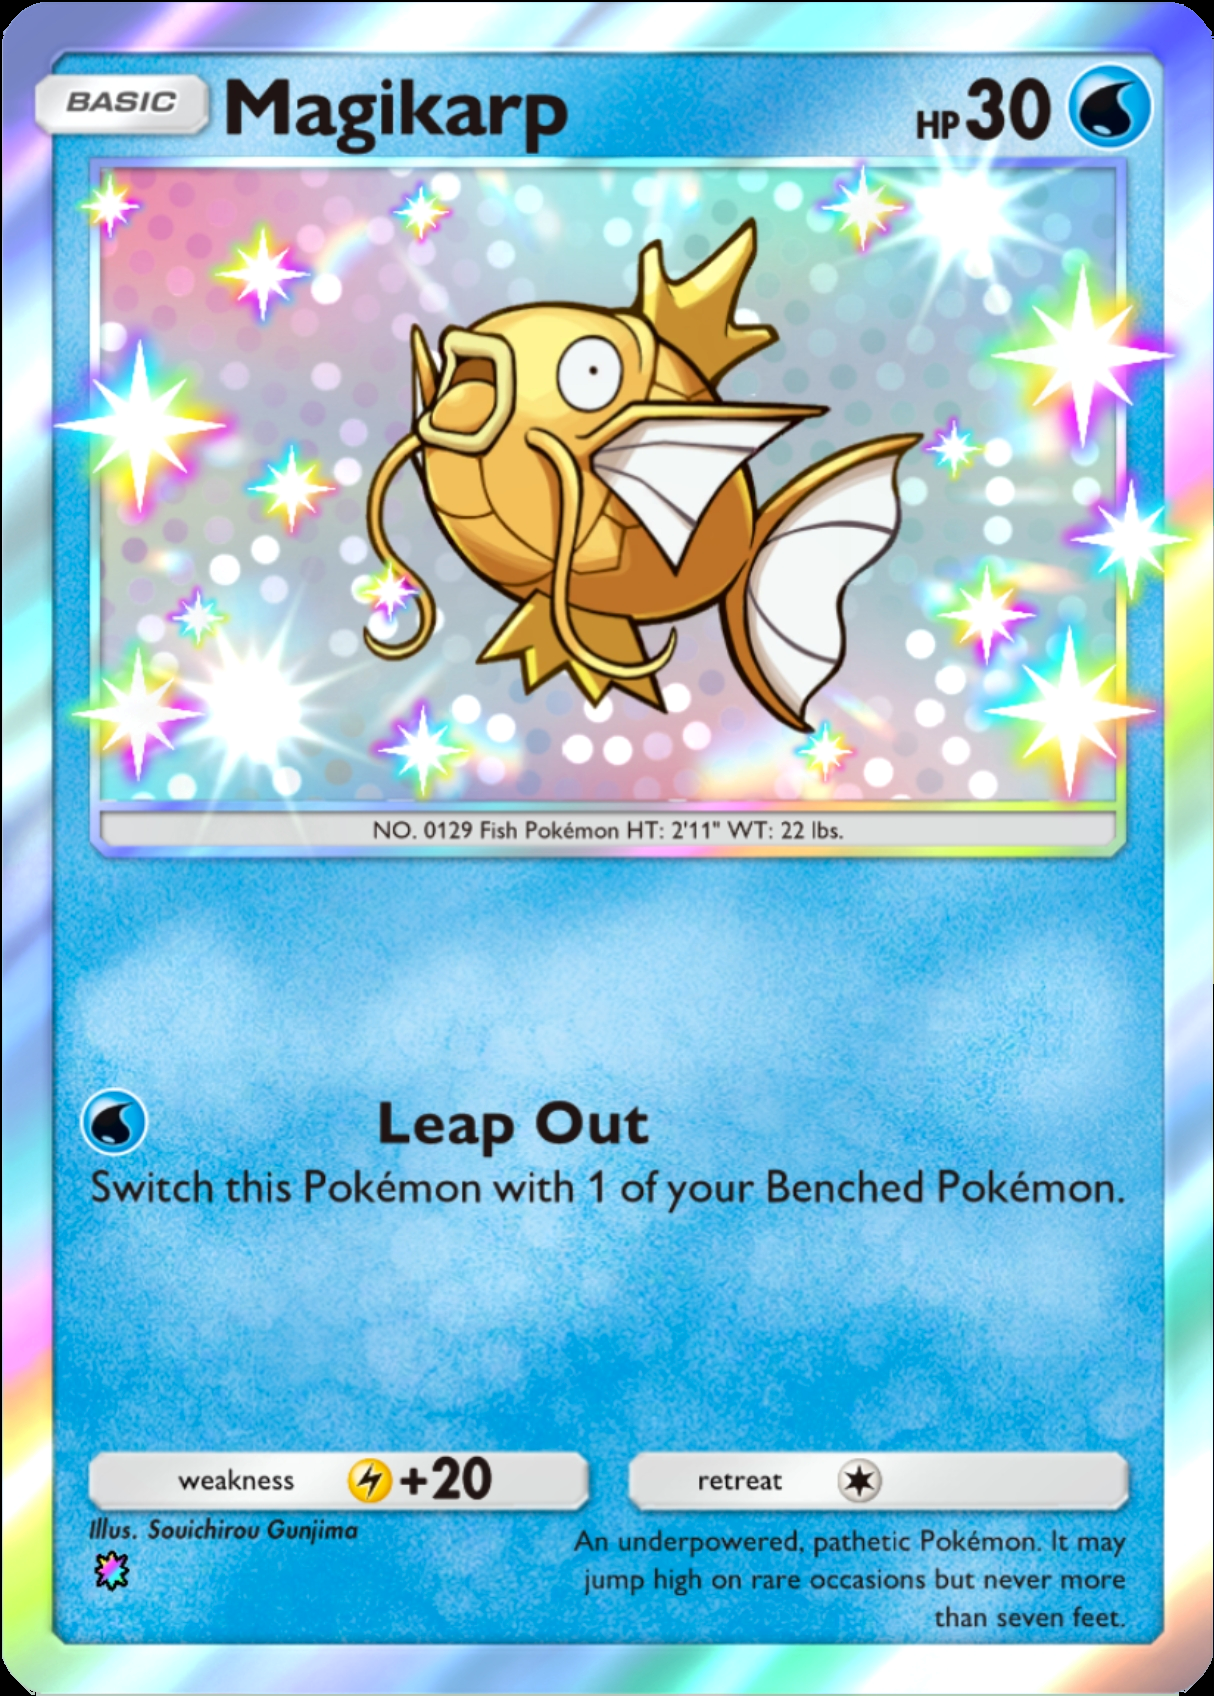 BASIC Magikarp HP 30
NO. 0129 Fish Pokémon HT: 2'11" WT: 22 lbs.
Leap Out
Switch this Pokémon with 1 of your Benched Pokémon.
weakness +20 retreat
Illus. Souichirou Gunjima
An underpowered, pathetic Pokémon. It may
jump high on rare occasions but never more
than seven feet.